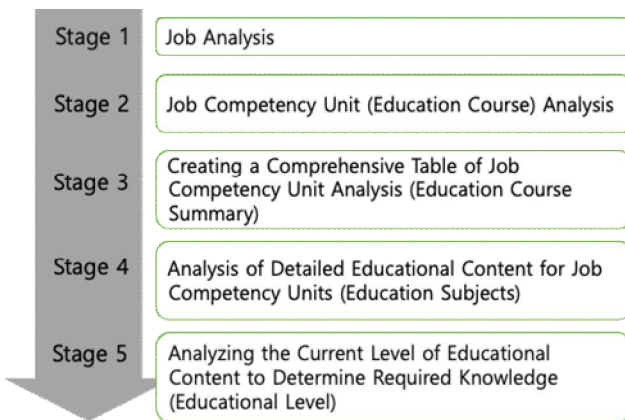 Stage 1
Job Analysis
Stage 2
Job Competency Unit (Education Course) Analysis
Stage 3
Creating a Comprehensive Table of Job
Competency Unit Analysis (Education Course
Summary)
Stage 4
Analysis of Detailed Educational Content for Job
Competency Units (Education Subjects)
Stage 5
Analyzing the Current Level of Educational
Content to Determine Required Knowledge
(Educational Level)